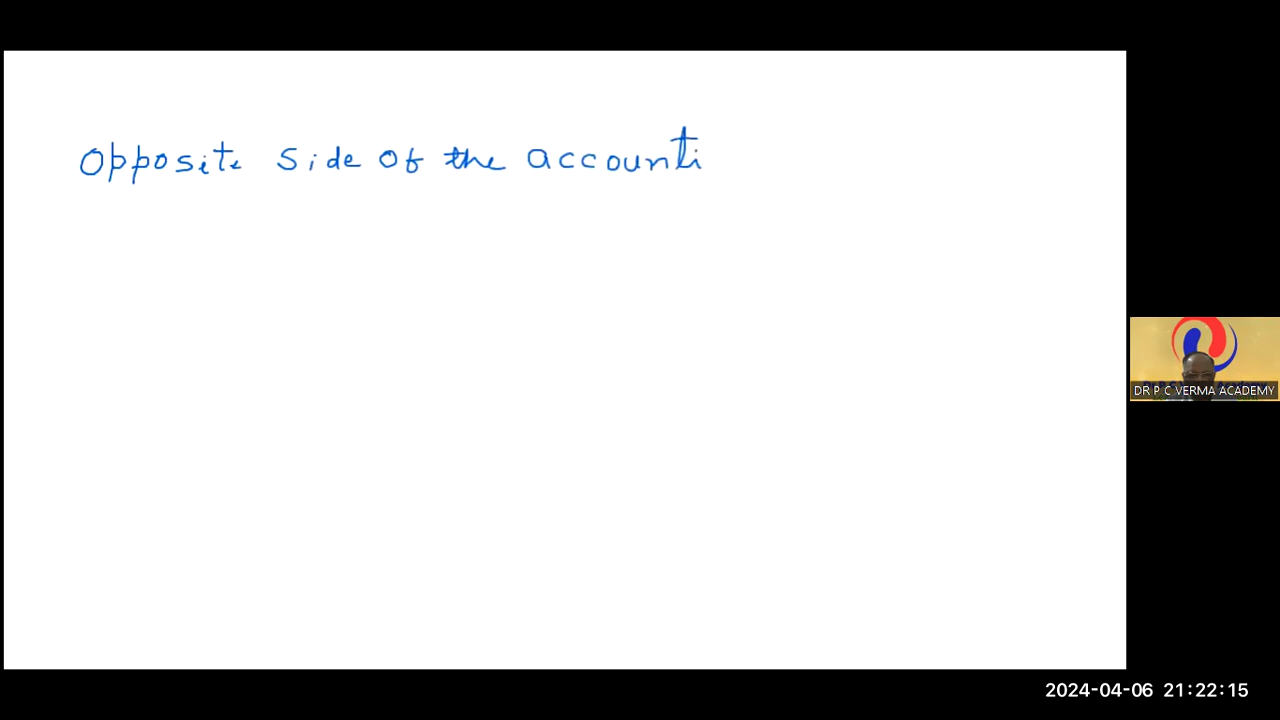 Opposite side of the accounti
DR P C VERMA ACADEMY
2024-04-06 21:22:15